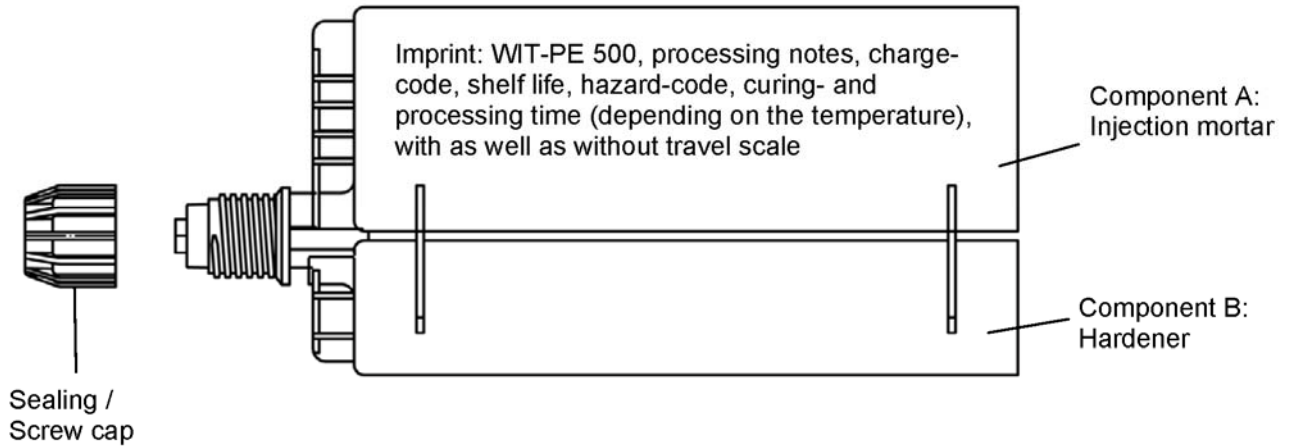 Imprint: WIT-PE 500, processing notes, charge-
code, shelf life, hazard-code, curing- and
processing time (depending on the temperature),
with as well as without travel scale
Component A:
Injection mortar
Component B:
Hardener
Sealing /
Screw cap